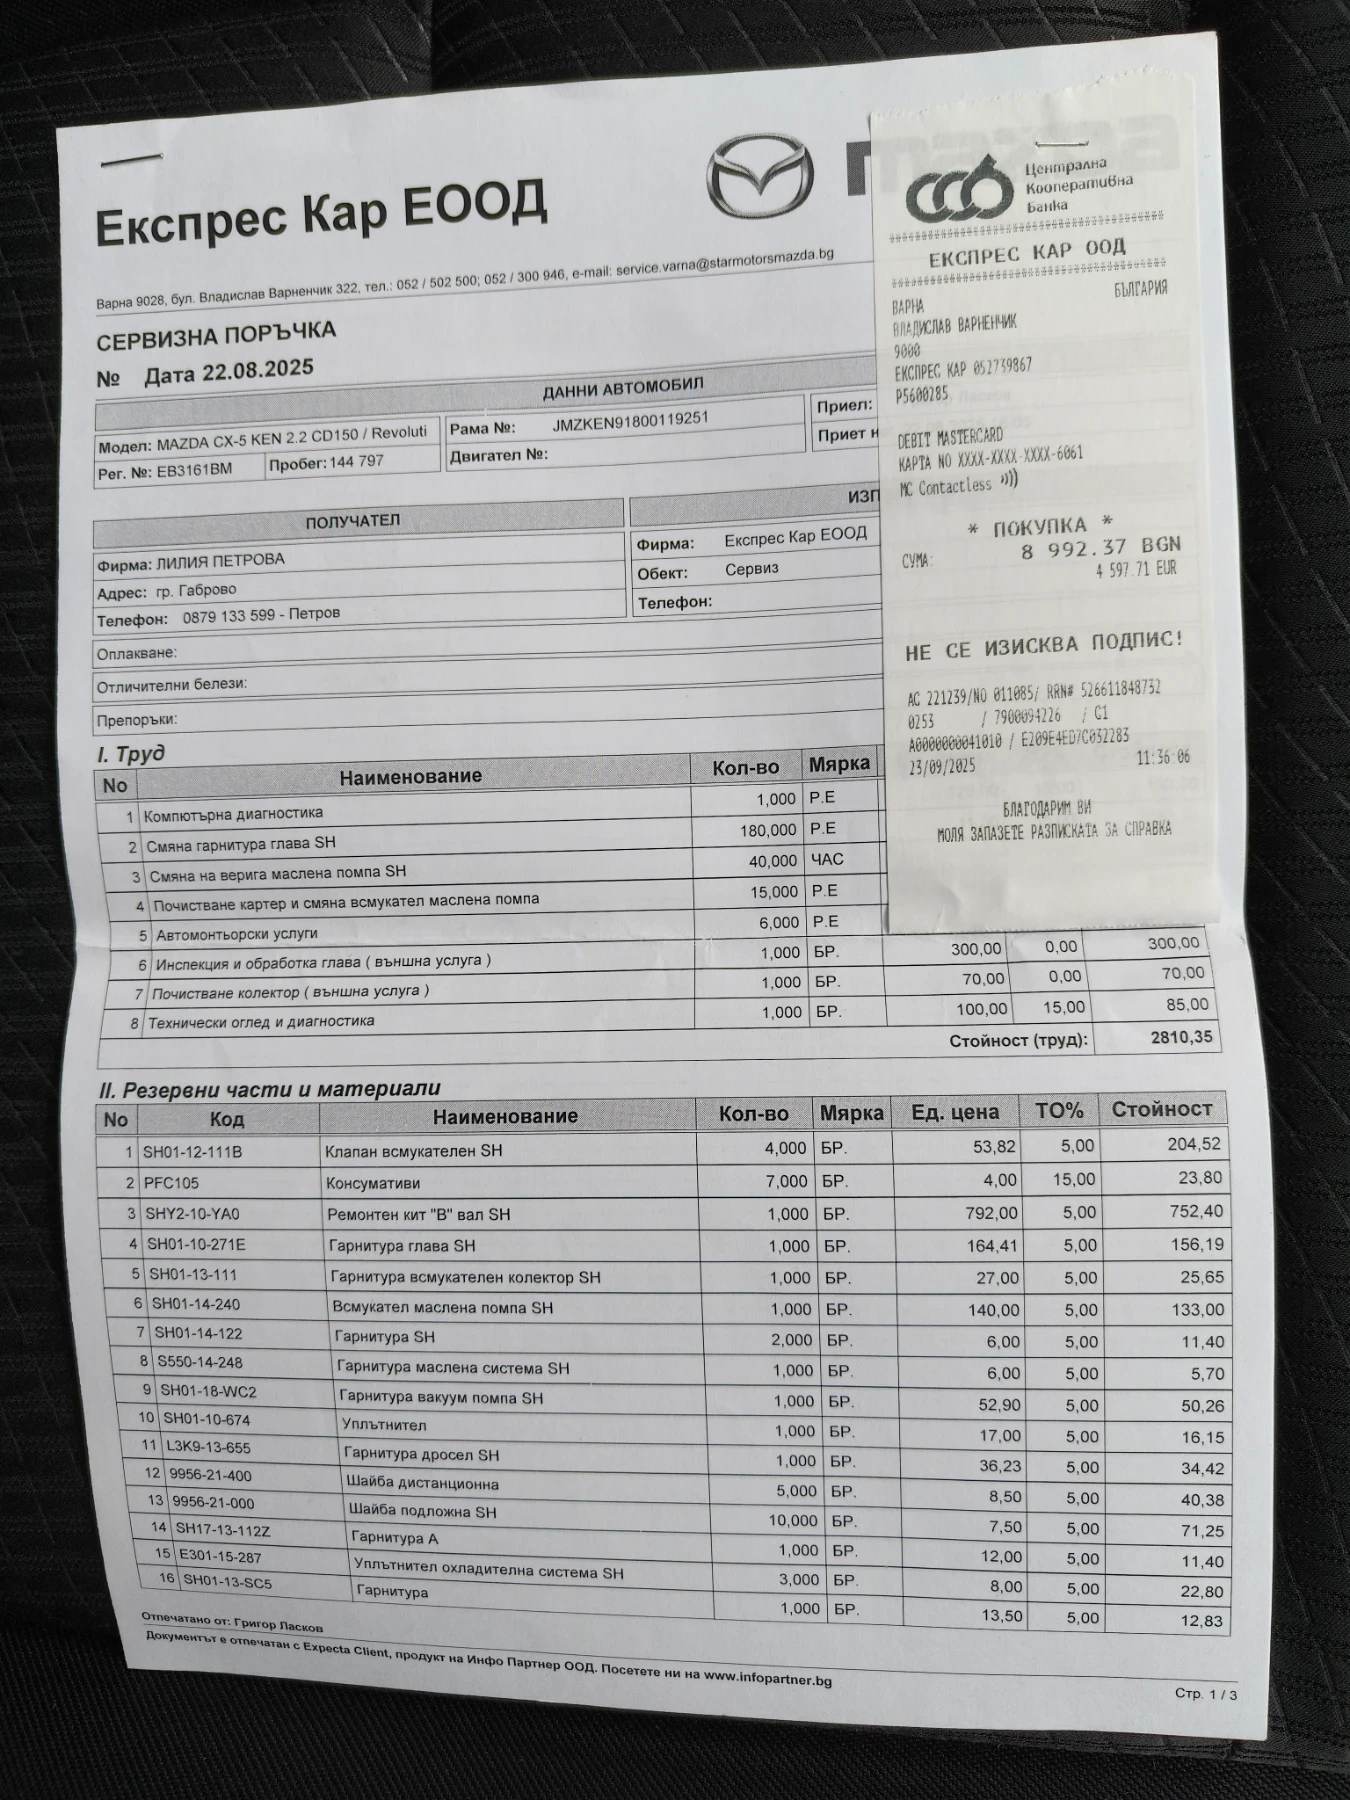 Експрес Кар ЕООД
Варна 9028, бул. Владислав Варненчик 322, тел.: 052 / 502 500; 052 / 300 946, e-mail: service.varna@starmotorsmazda.bg
СЕРВИЗНА ПОРЪЧКА
№ Дата 22.08.2025
ДАННИ АВТОМОБИЛ
Модел: MAZDA CX-5 KEN 2.2 CD150 / Revoluti Рама №: JMZKEN91800119251 Приел:
Рег. №: EB3161BM Пробег: 144 797 Двигател №: Приет н
ПОЛУЧАТЕЛ ИЗП
Фирма: ЛИЛИЯ ПЕТРОВА Фирма: Експрес Кар ЕООД
Адрес: гр. Габрово Обект: Сервиз
Телефон: 0879 133 599 - Петров Телефон:
Оплакване:
Отличителни белези:
Препоръки:
I. Труд
No Наименование Кол-во Мярка
1 Компютърна диагностика 1,000 Р.Е
2 Смяна гарнитура глава SH 180,000 Р.Е
3 Смяна на верига маслена помпа SH 40,000 ЧАС
4 Почистване картер и смяна всмукател маслена помпа 15,000 Р.Е
5 Автомонтьорски услуги 6,000 Р.Е
6 Инспекция и обработка глава ( външна услуга ) 1,000 БР. 300,00 0,00 300,00
7 Почистване колектор ( външна услуга ) 1,000 БР. 70,00 0,00 70,00
8 Технически оглед и диагностика 1,000 БР. 100,00 15,00 85,00
Стойност (труд): 2810,35
II. Резервни части и материали
No Код Наименование Кол-во Мярка Ед. цена ТО% Стойност
1 SH01-12-111B Клапан всмукателен SH 4,000 БР. 53,82 5,00 204,52
2 PFC105 Консумативи 7,000 БР. 4,00 15,00 23,80
3 SHY2-10-YA0 Ремонтен кит "В" вал SH 1,000 БР. 792,00 5,00 752,40
4 SH01-10-271E Гарнитура глава SH 1,000 БР. 164,41 5,00 156,19
5 SH01-13-111 Гарнитура всмукателен колектор SH 1,000 БР. 27,00 5,00 25,65
6 SH01-14-240 Всмукател маслена помпа SH 1,000 БР. 140,00 5,00 133,00
7 SH01-14-122 Гарнитура SH 2,000 БР. 6,00 5,00 11,40
8 S550-14-248 Гарнитура маслена система SH 1,000 БР. 6,00 5,00 5,70
9 SH01-18-WC2 Гарнитура вакуум помпа SH 1,000 БР. 52,90 5,00 50,26
10 SH01-10-674 Уплътнител 1,000 БР. 17,00 5,00 16,15
11 L3K9-13-655 Гарнитура дросел SH 1,000 БР. 36,23 5,00 34,42
12 9956-21-400 Шайба дистанционна 5,000 БР. 8,50 5,00 40,38
13 9956-21-000 Шайба подложна SH 10,000 БР. 7,50 5,00 71,25
14 SH17-13-112Z Гарнитура А 1,000 БР. 12,00 5,00 11,40
15 E301-15-287 Уплътнител охладителна система SH 3,000 БР. 8,00 5,00 22,80
16 SH01-13-SC5 Гарнитура 1,000 БР. 13,50 5,00 12,83
Отпечатано от: Григор Ласков
Документът е отпечатан с Expecta Client, продукт на Инфо Партнер ООД. Посетете ни на www.infopartner.bg
Стр. 1 / 3
Централна
Кооперативна
Банка
ЕКСПРЕС КАР ООД
ВАРНА БЪЛГАРИЯ
ВЛАДИСЛАВ ВАРНЕНЧИК
9000
ЕКСПРЕС КАР 052739867
P5600285
DEBIT MASTERCARD
КАРТА NO XXXX-XXXX-XXXX-6061
MC Contactless
* ПОКУПКА *
СУМА: 8 992.37 BGN
4 597.71 EUR
НЕ СЕ ИЗИСКВА ПОДПИС!
AC 221239/NO 011085/ RRN# 526611848732
0253 / 7900094226 / C1
A0000000041010 / E209E4ED7C032283
23/09/2025 11:36:06
БЛАГОДАРИМ ВИ
МОЛЯ ЗАПАЗЕТЕ РАЗПИСКАТА ЗА СПРАВКА